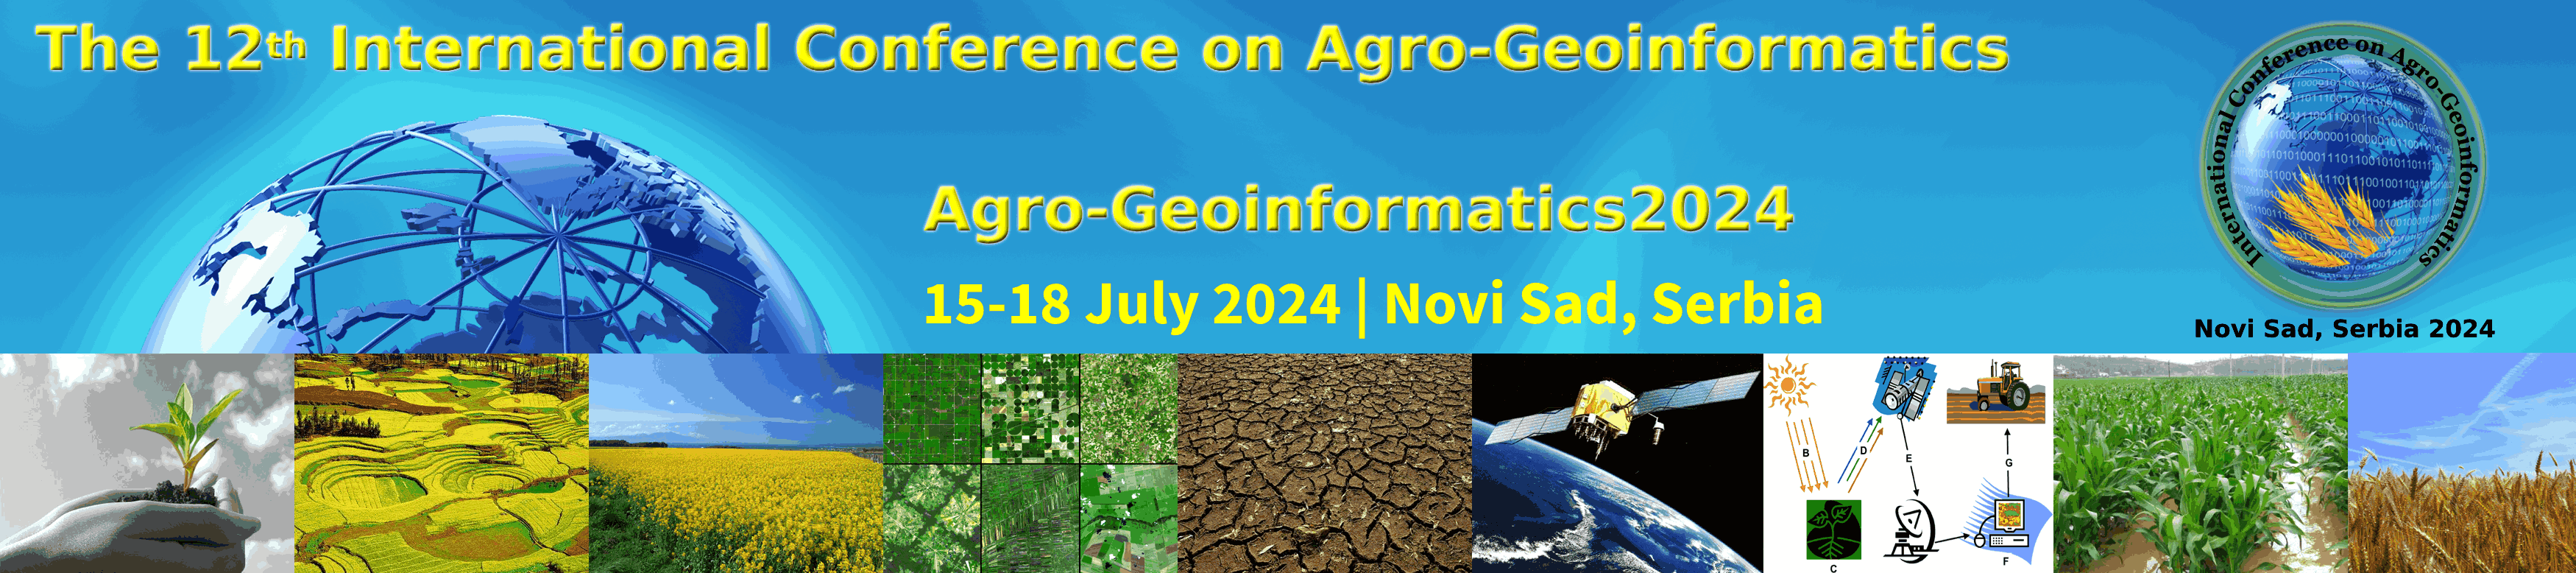 The 12th International Conference on Agro-Geoinformatics
International Conference on Agro-Geoinformatics
Agro-Geoinformatics2024
15-18 July 2024 | Novi Sad, Serbia
Novi Sad, Serbia 2024
B
D
E
G
C
F